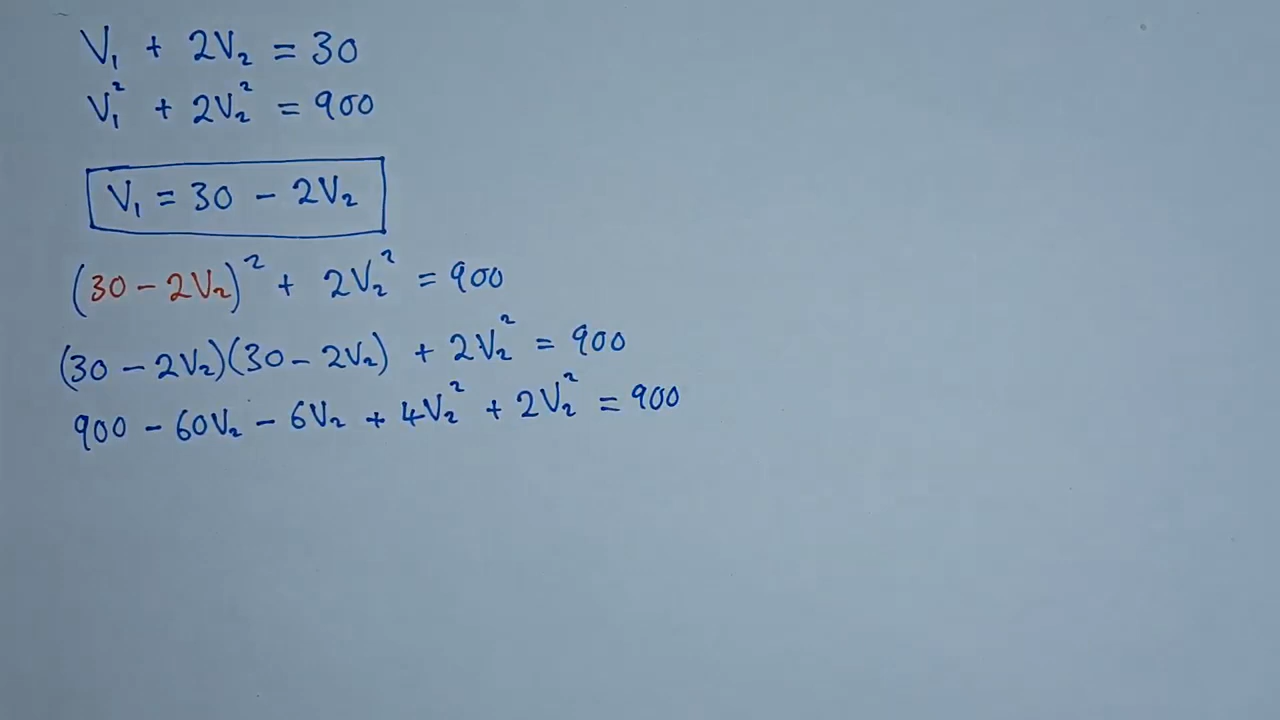 V₁ + 2V₂ = 30
V₁² + 2V₂² = 900
V₁ = 30 - 2V₂
(30 - 2V₂)² + 2V₂² = 900
(30 - 2V₂)(30 - 2V₂) + 2V₂² = 900
900 - 60V₂ - 6V₂ + 4V₂² + 2V₂² = 900